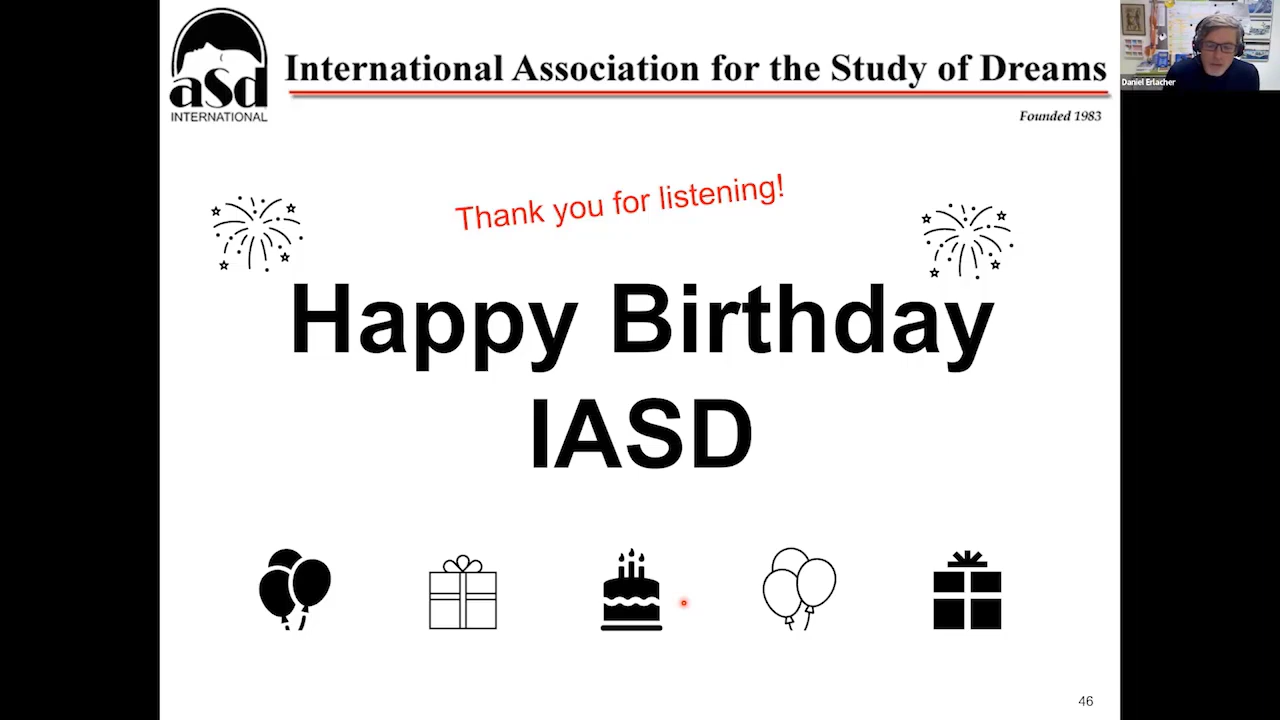 asd
INTERNATIONAL
International Association for the Study of Dreams
Founded 1983
Daniel Erlacher
Thank you for listening!
Happy Birthday
IASD
46